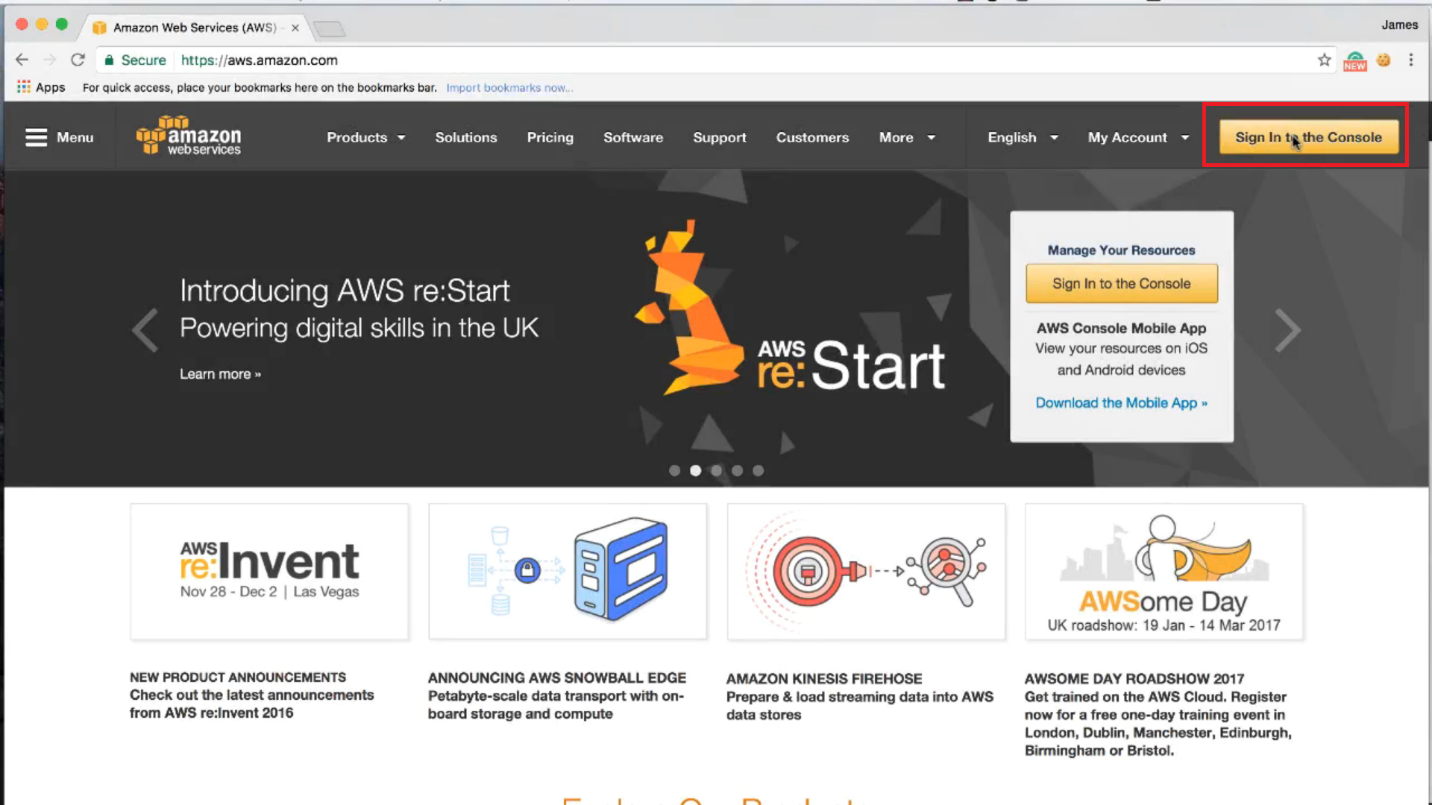 Amazon Web Services (AWS) -
James
Secure https://aws.amazon.com
NEW
Apps For quick access, place your bookmarks here on the bookmarks bar. Import bookmarks now...
Menu
amazon
webservices
Products
Solutions
Pricing
Software
Support
Customers
More
English
My Account
Sign In to the Console
Introducing AWS re:Start
Powering digital skills in the UK
Learn more »
AWS
re:Start
Manage Your Resources
Sign In to the Console
AWS Console Mobile App
View your resources on iOS
and Android devices
Download the Mobile App »
AWS
re:Invent
Nov 28 - Dec 2 | Las Vegas
AWSome Day
UK roadshow: 19 Jan - 14 Mar 2017
NEW PRODUCT ANNOUNCEMENTS
Check out the latest announcements
from AWS re:Invent 2016
ANNOUNCING AWS SNOWBALL EDGE
Petabyte-scale data transport with on-
board storage and compute
AMAZON KINESIS FIREHOSE
Prepare & load streaming data into AWS
data stores
AWSOME DAY ROADSHOW 2017
Get trained on the AWS Cloud. Register
now for a free one-day training event in
London, Dublin, Manchester, Edinburgh,
Birmingham or Bristol.